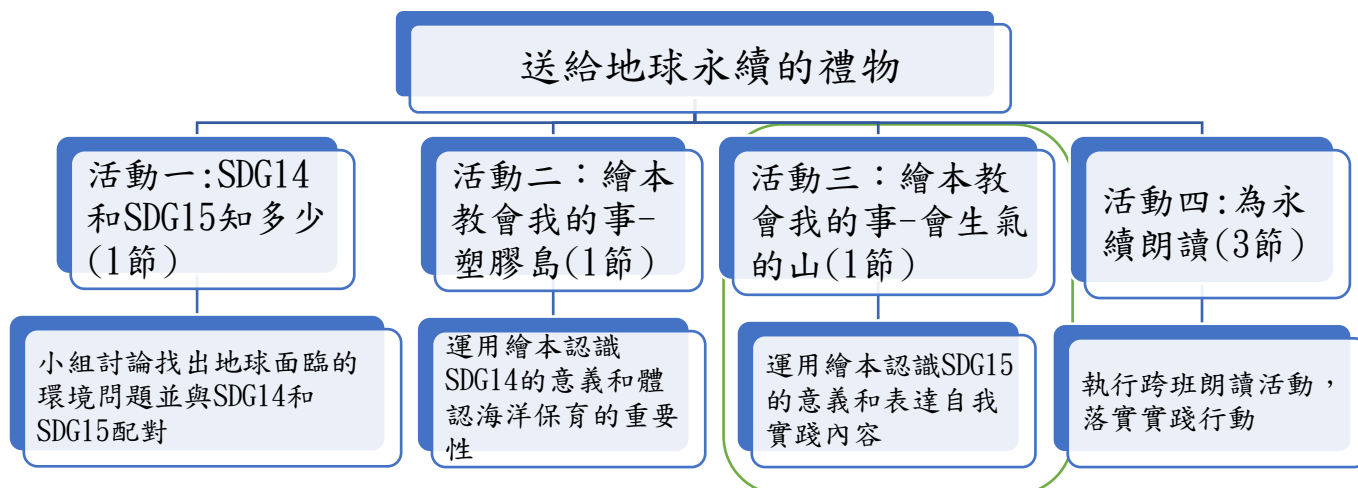 送給地球永續的禮物
活動一:SDG14
和SDG15知多少
(1節)
小組討論找出地球面臨的
環境問題並與SDG14和
SDG15配對
活動二：繪本
教會我的事-
塑膠島(1節)
運用繪本認識
SDG14的意義和體
認海洋保育的重要
性
活動三：繪本教
會我的事-會生氣
的山(1節)
運用繪本認識SDG15
的意義和表達自我
實踐內容
活動四:為永
續朗讀(3節)
執行跨班朗讀活動，
落實實踐行動